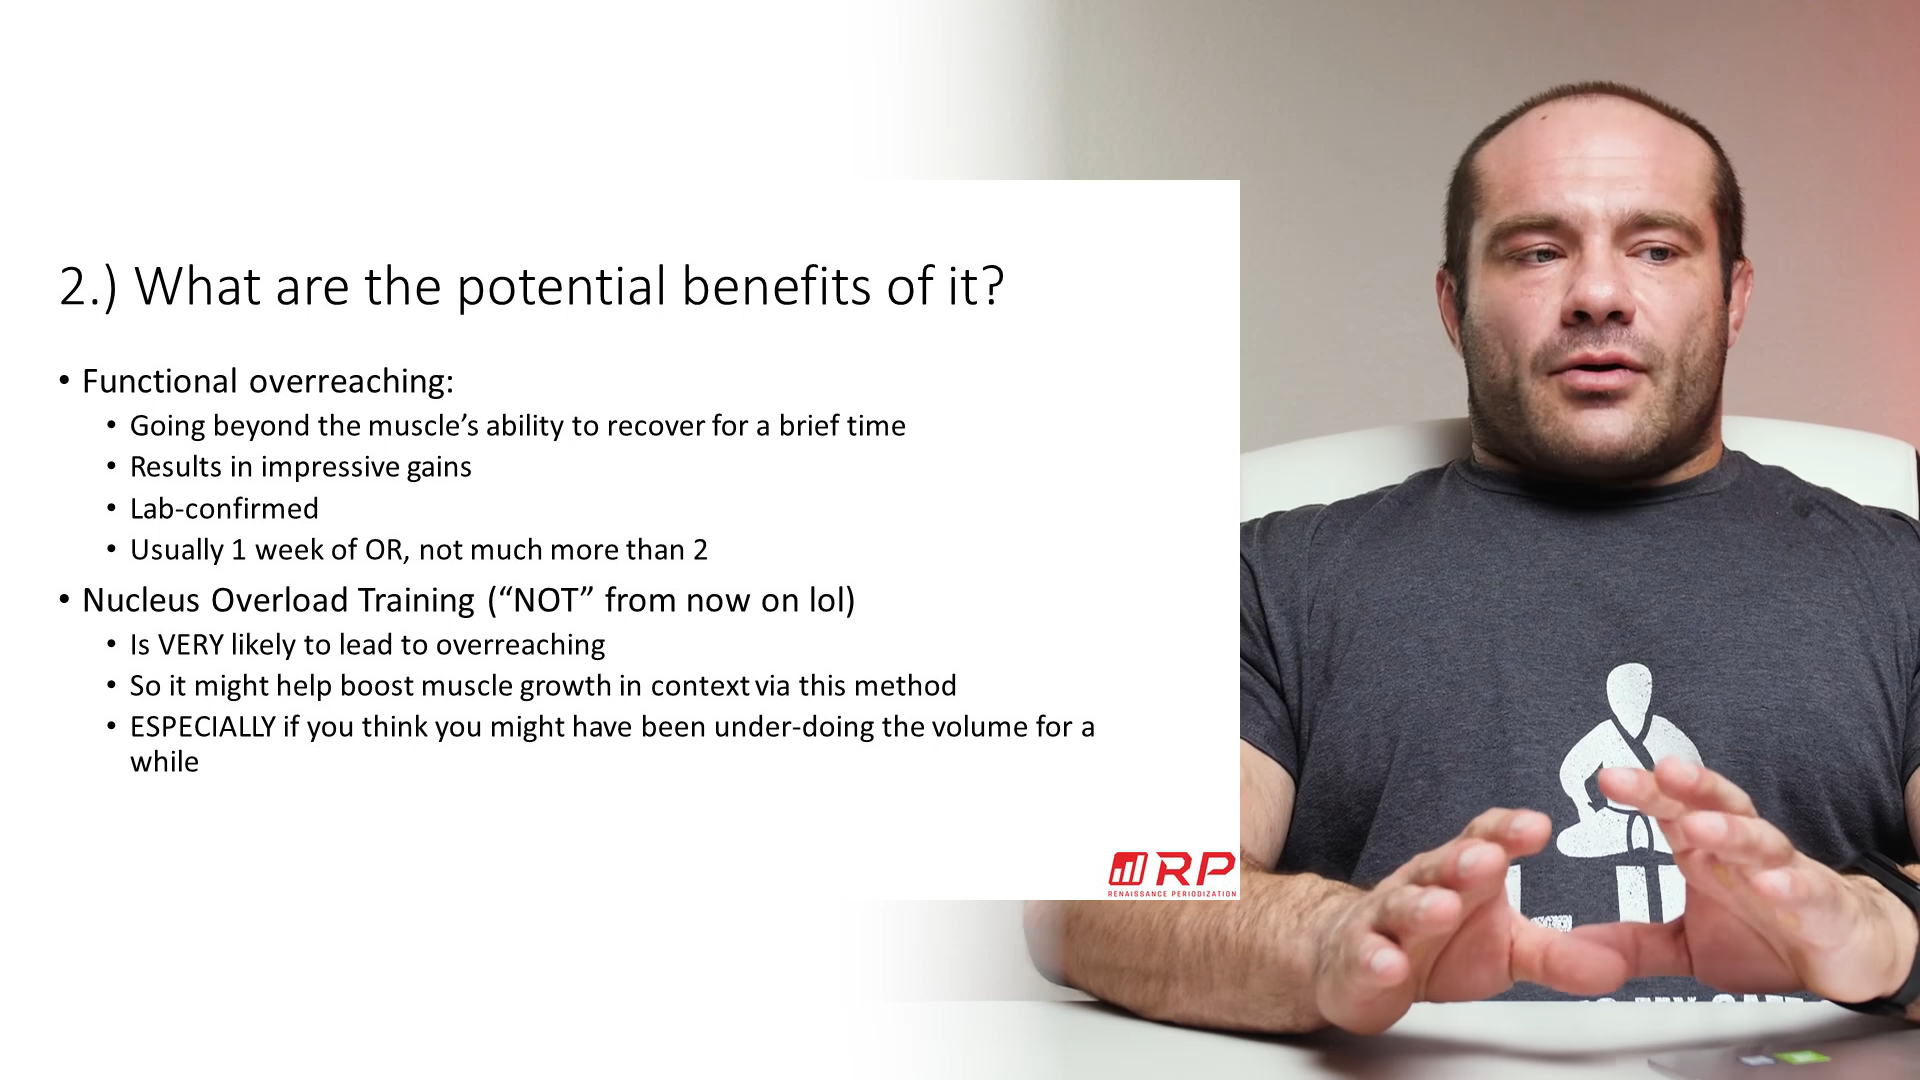 2.) What are the potential benefits of it?
• Functional overreaching:
• Going beyond the muscle’s ability to recover for a brief time
• Results in impressive gains
• Lab-confirmed
• Usually 1 week of OR, not much more than 2
• Nucleus Overload Training (“NOT” from now on lol)
• Is VERY likely to lead to overreaching
• So it might help boost muscle growth in context via this method
• ESPECIALLY if you think you might have been under-doing the volume for a
while
RP
RENAISSANCE PERIODIZATION